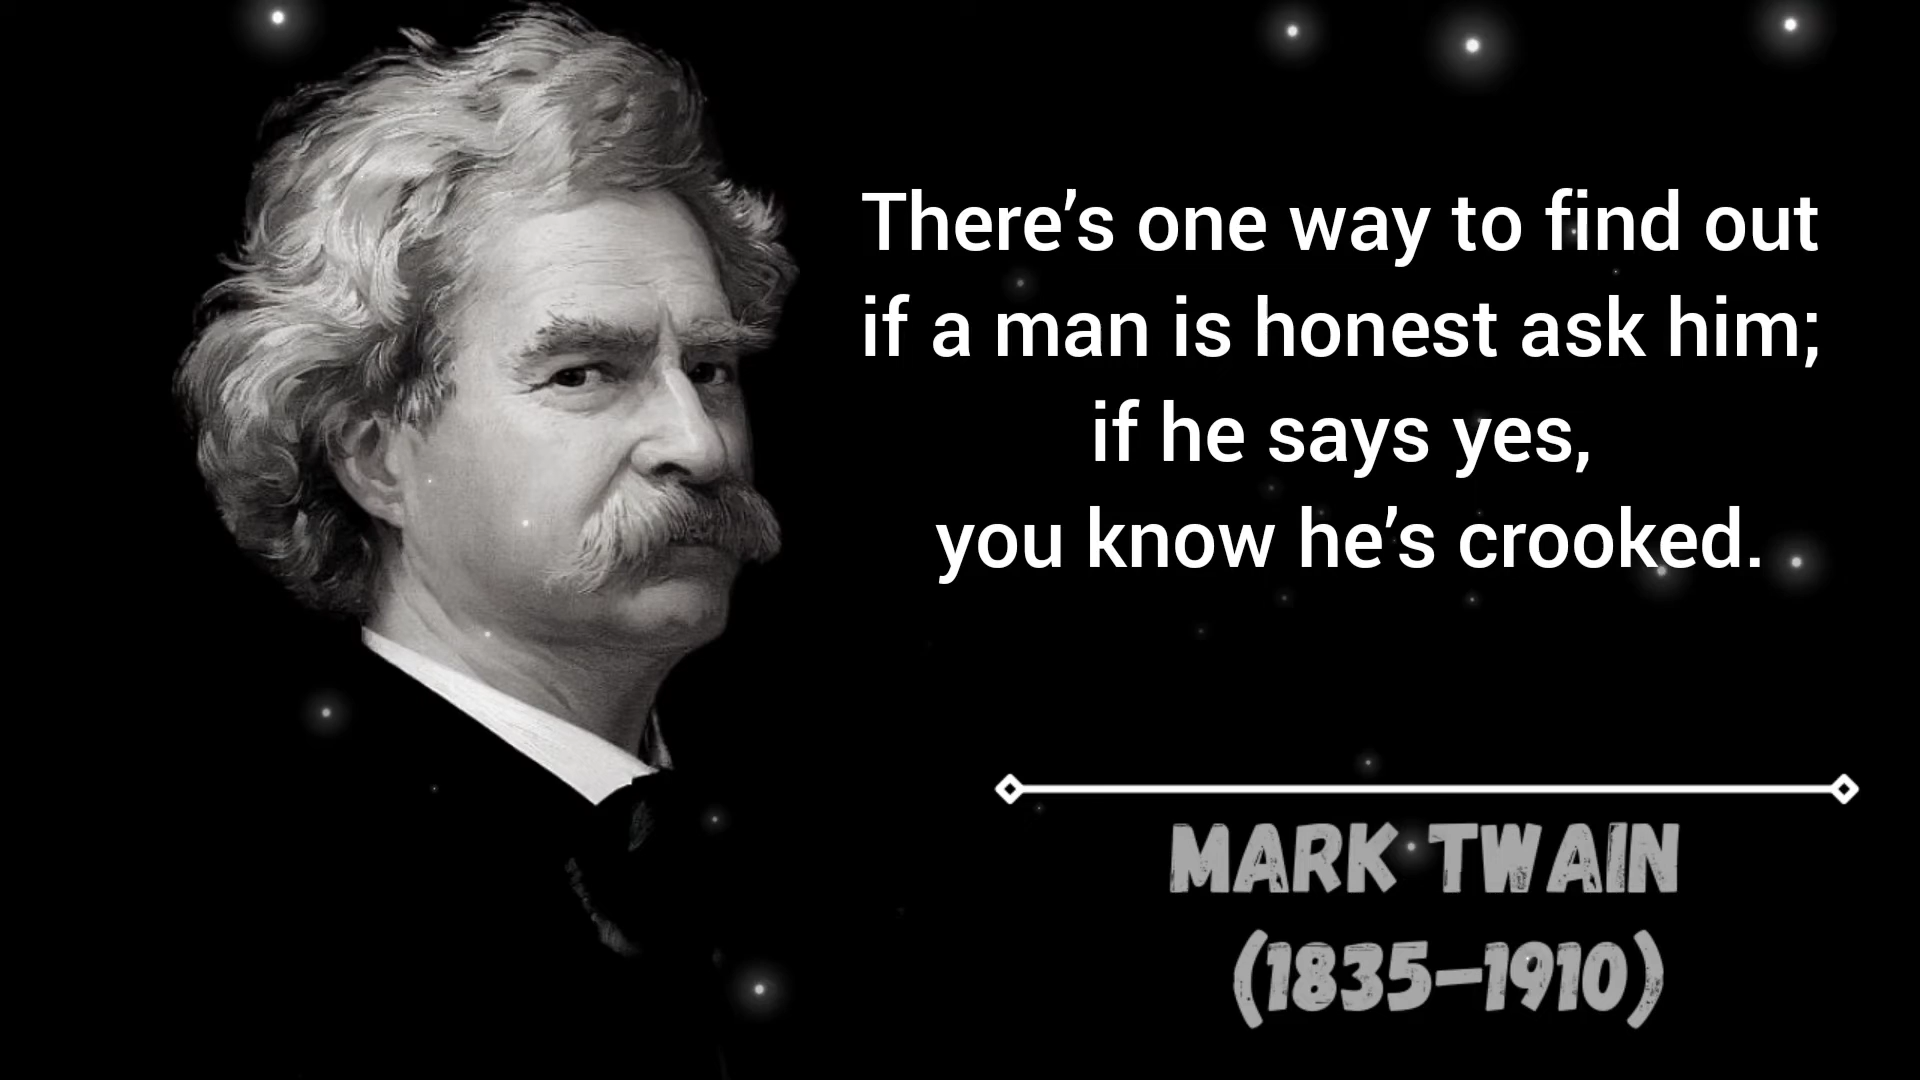 There’s one way to find out
if a man is honest ask him;
if he says yes,
you know he’s crooked.
MARK TWAIN
(1835–1910)